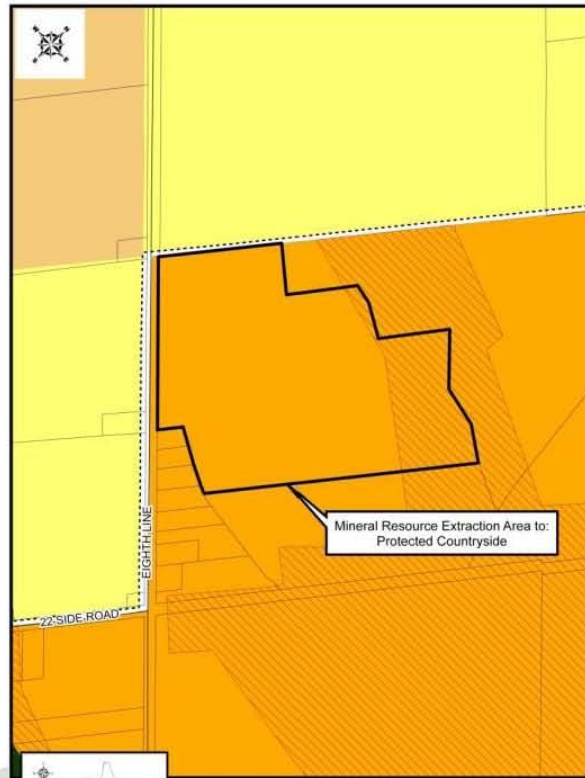 EIGHTH LINE
Mineral Resource Extraction Area to:
Protected Countryside
22 SIDE ROAD